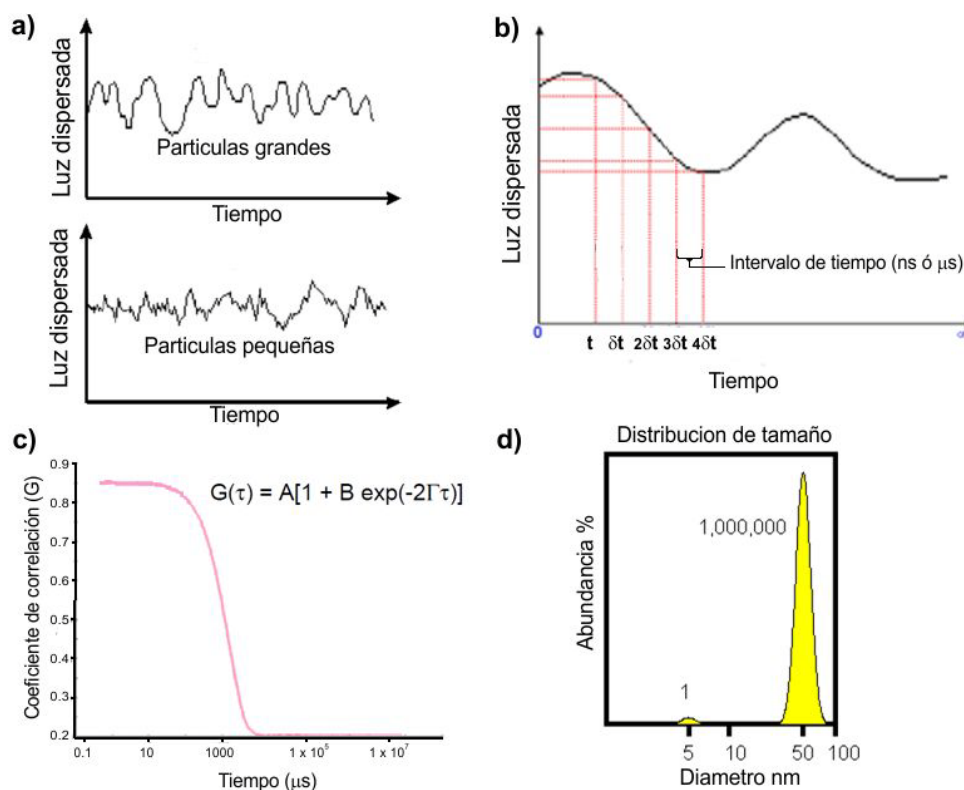 a)
Luz dispersada
Particulas grandes
Tiempo
Luz dispersada
Particulas pequeñas
Tiempo
b)
Luz dispersada
Intervalo de tiempo (ns ó μs)
0
t δt 2δt 3δt 4δt
Tiempo
c)
Coeficiente de correlación (G)
0.9
0.8
0.7
0.6
0.5
0.4
0.3
0.2
G(τ) = A[1 + B exp(-2Γτ)]
0.1 10 1000 1 x 10⁵ 1 x 10⁷
Tiempo (μs)
d)
Distribucion de tamaño
Abundancia %
1,000,000
1
5 10 50 100
Diametro nm